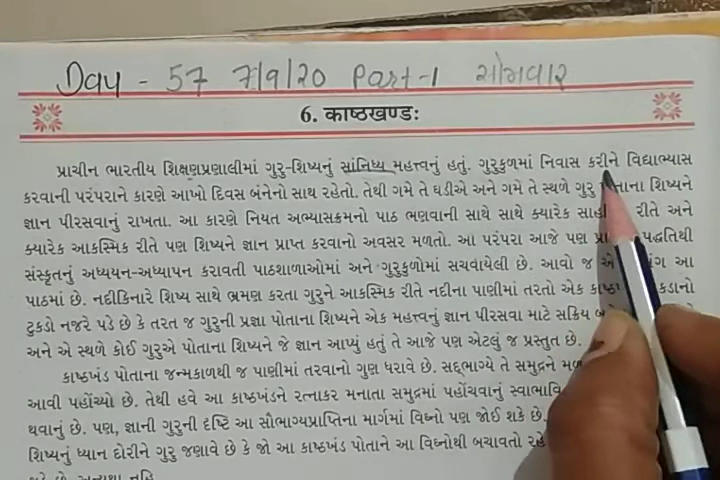 Day - 57 7/9/20 Part-1 સોમવાર
6. काष्ठखण्डः
પ્રાચીન ભારતીય શિક્ષણપ્રણાલીમાં ગુરુ-શિષ્યનું સાંનિધ્ય મહત્ત્વનું હતું. ગુરુકુળમાં નિવાસ કરીને વિદ્યાભ્યાસ
કરવાની પરંપરાને કારણે આખો દિવસ બંનેનો સાથ રહેતો. તેથી ગમે તે ઘડીએ અને ગમે તે સ્થળે ગુરુ પોતાના શિષ્યને
જ્ઞાન પીરસવાનું રાખતા. આ કારણે નિયત અભ્યાસક્રમનો પાઠ ભણવાની સાથે સાથે ક્યારેક રીતે અને
ક્યારેક આકસ્મિક રીતે પણ શિષ્યને જ્ઞાન પ્રાપ્ત કરવાનો અવસર મળતો. આ પરંપરા આજે પણ પદ્ધતિથી
સંસ્કૃતનું અધ્યયન-અધ્યાપન કરાવતી પાઠશાળાઓમાં અને ગુરુકુળોમાં સચવાયેલી છે. આવો જ આ
પાઠમાં છે. નદીકિનારે શિષ્ય સાથે ભ્રમણ કરતા ગુરુને આકસ્મિક રીતે નદીના પાણીમાં તરતો એક
ટુકડો નજરે પડે છે કે તરત જ ગુરુની પ્રજ્ઞા પોતાના શિષ્યને એક મહત્ત્વનું જ્ઞાન પીરસવા માટે સક્રિય
અને એ સ્થળે કોઈ ગુરુએ પોતાના શિષ્યને જે જ્ઞાન આપ્યું હતું તે આજે પણ એટલું જ પ્રસ્તુત છે.
કાષ્ઠખંડ પોતાના જન્મકાળથી જ પાણીમાં તરવાનો ગુણ ધરાવે છે. સદ્ભાગ્યે તે સમુદ્રને
આવી પહોંચ્યો છે. તેથી હવે આ કાષ્ઠખંડને રત્નાકર મનાતા સમુદ્રમાં પહોંચવાનું
થવાનું છે. પણ, જ્ઞાની ગુરુની દૃષ્ટિ આ સૌભાગ્યપ્રાપ્તિના માર્ગમાં વિઘ્નો પણ જોઈ શકે છે.
શિષ્યનું ધ્યાન દોરીને ગુરુ જણાવે છે કે જો આ કાષ્ઠખંડ પોતાને આ વિઘ્નોથી બચાવતો